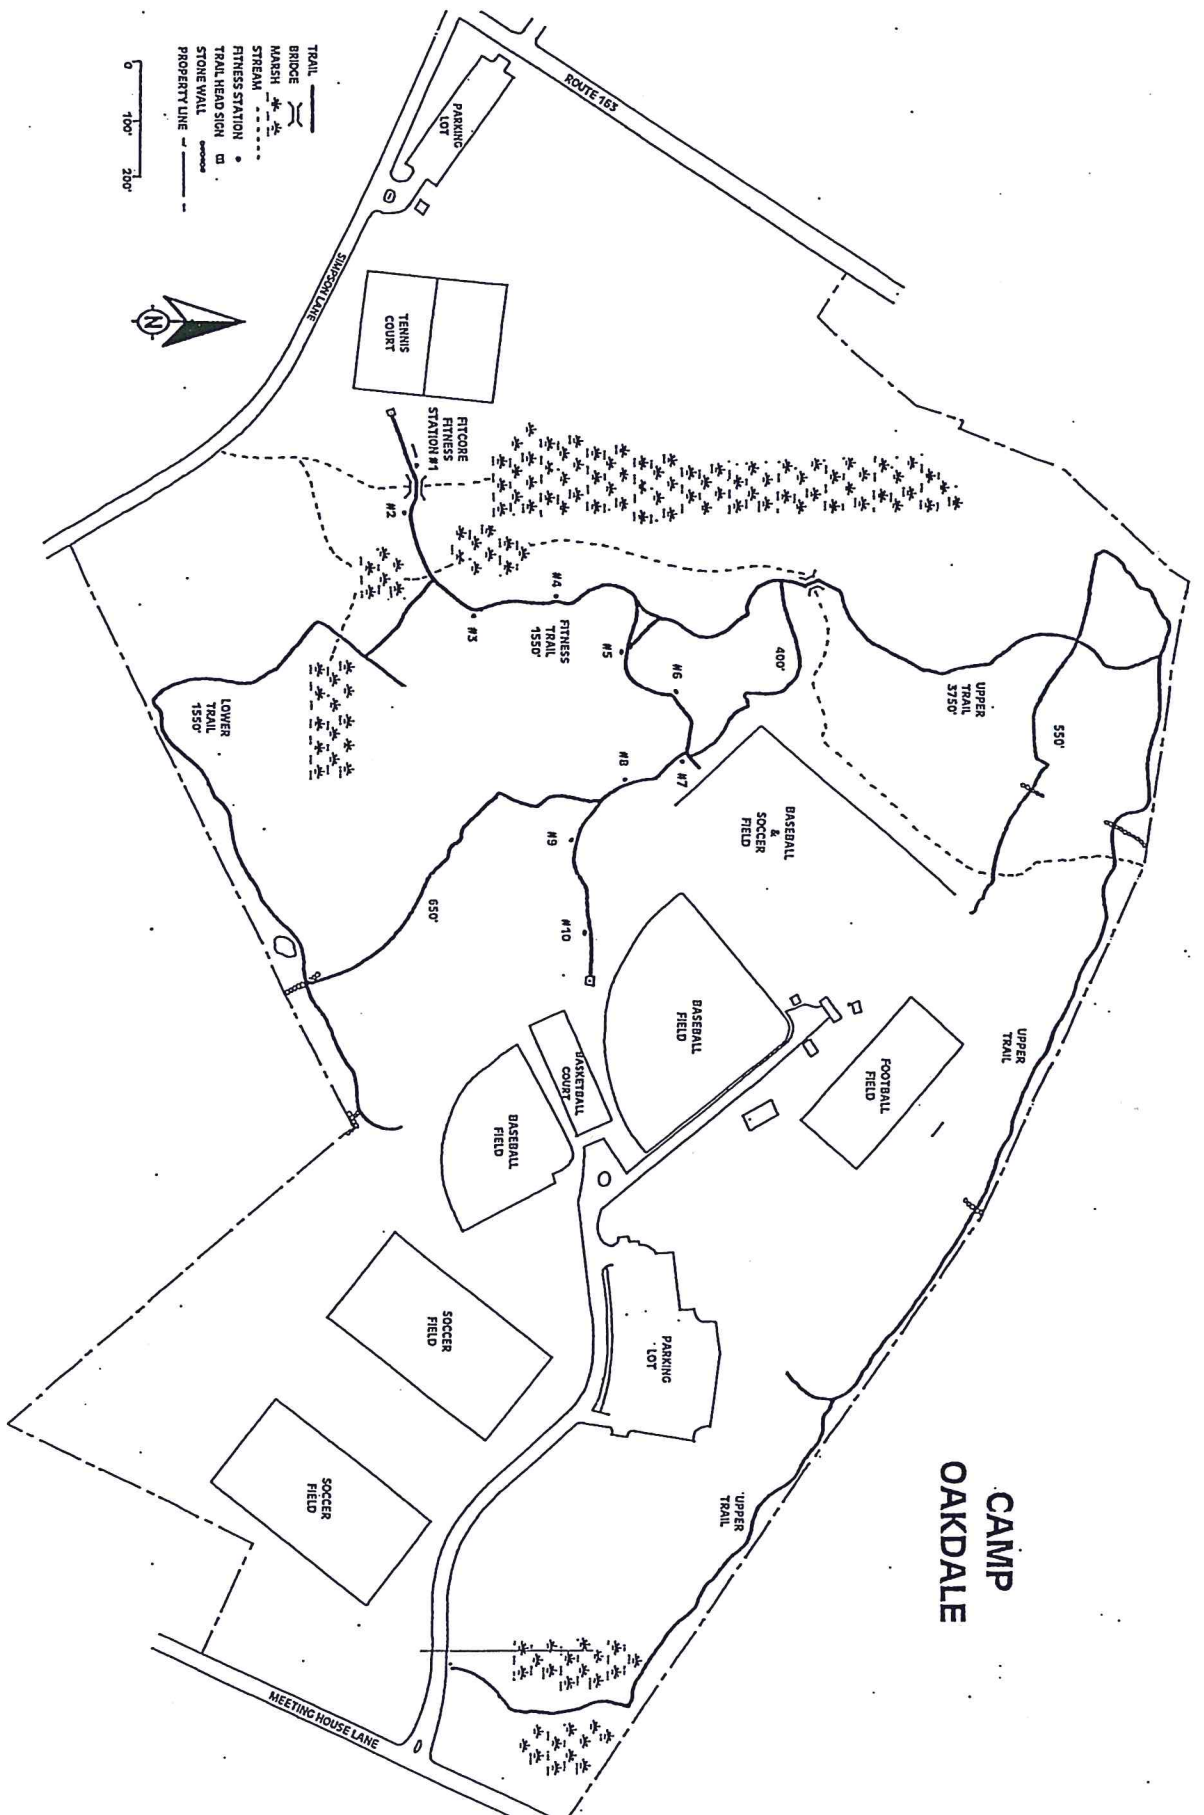 CAMP
OAKDALE
ROUTE 163
PARKING
LOT
SIMPSON LANE
TRAIL
BRIDGE
MARSH
STREAM
FITNESS STATION
TRAIL HEAD SIGN
STONE WALL
PROPERTY LINE
0
100'
200'
N
TENNIS
COURT
FITCORE
FITNESS
STATION #1
#2
#3
#4
FITNESS
TRAIL
1550'
#5
#6
400'
#7
#8
#9
#10
UPPER
TRAIL
3750'
550'
LOWER
TRAIL
1550'
650'
BASEBALL
&
SOCCER
FIELD
BASEBALL
FIELD
UPPER
TRAIL
FOOTBALL
FIELD
BASKETBALL
COURT
BASEBALL
FIELD
SOCCER
FIELD
PARKING
LOT
SOCCER
FIELD
UPPER
TRAIL
MEETING HOUSE LANE